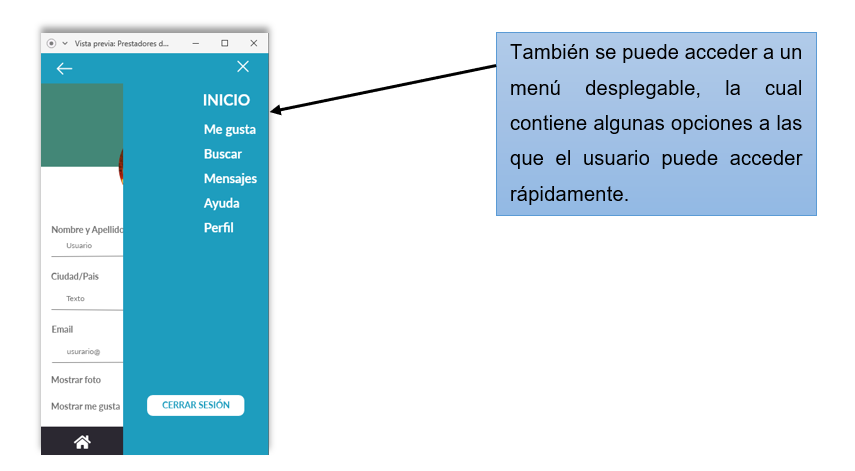 Vista previa: Prestadores d...
INICIO
Me gusta
Buscar
Mensajes
Ayuda
Perfil
Nombre y Apellido
Usuario
Ciudad/Pais
Texto
Email
usurario@
Mostrar foto
Mostrar me gusta
CERRAR SESIÓN
También se puede acceder a un
menú desplegable, la cual
contiene algunas opciones a las
que el usuario puede acceder
rápidamente.